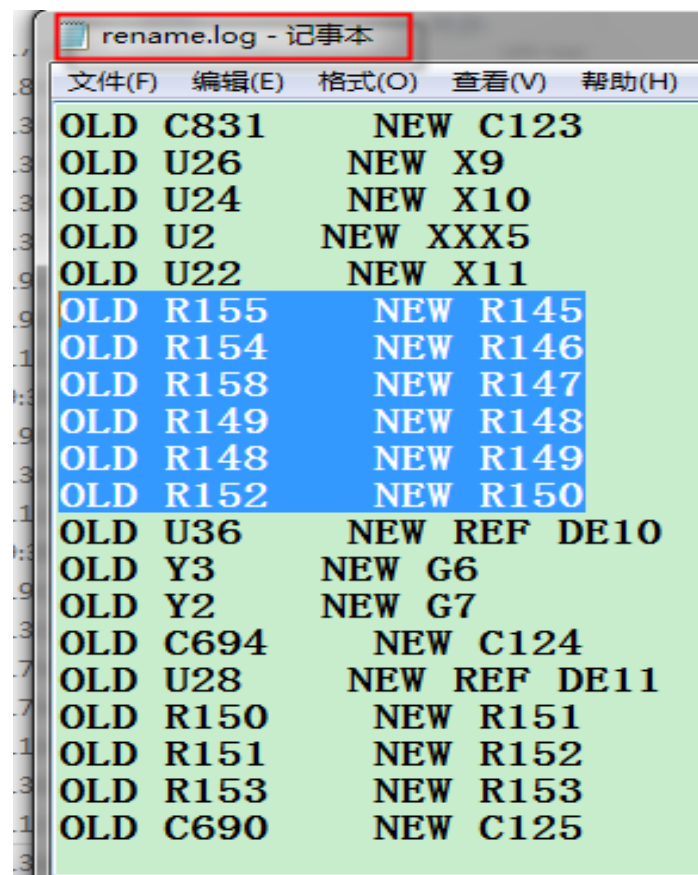 rename.log - 记事本
文件(F) 编辑(E) 格式(O) 查看(V) 帮助(H)
OLD C831 NEW C123
OLD U26 NEW X9
OLD U24 NEW X10
OLD U2 NEW XXX5
OLD U22 NEW X11
OLD R155 NEW R145
OLD R154 NEW R146
OLD R158 NEW R147
OLD R149 NEW R148
OLD R148 NEW R149
OLD R152 NEW R150
OLD U36 NEW REF DE10
OLD Y3 NEW G6
OLD Y2 NEW G7
OLD C694 NEW C124
OLD U28 NEW REF DE11
OLD R150 NEW R151
OLD R151 NEW R152
OLD R153 NEW R153
OLD C690 NEW C125